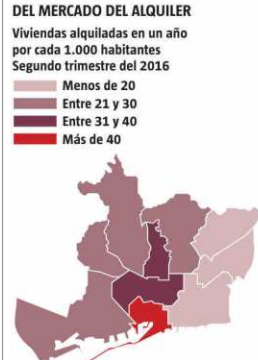 DEL MERCADO DEL ALQUILER
Viviendas alquiladas en un año
por cada 1.000 habitantes
Segundo trimestre del 2016
Menos de 20
Entre 21 y 30
Entre 31 y 40
Más de 40